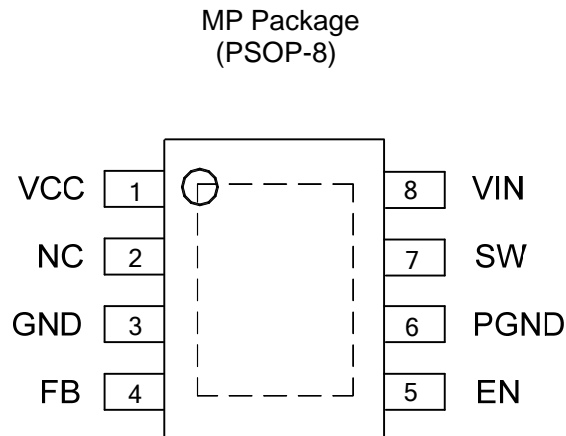 MP Package
(PSOP-8)
VCC 1 8 VIN
NC 2 7 SW
GND 3 6 PGND
FB 4 5 EN